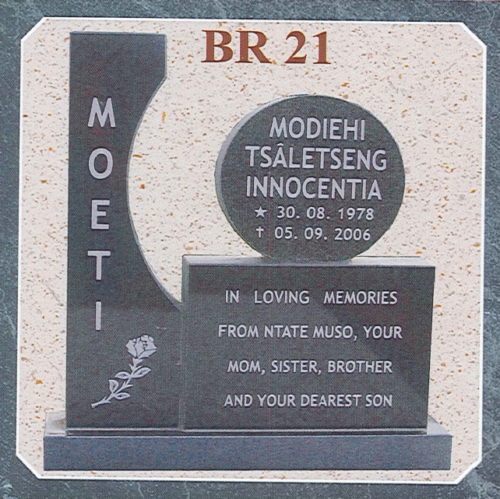 BR 21
MOETI
MODIEHI
TSÂLETSENG
INNOCENTIA
★ 30. 08. 1978
✝ 05. 09. 2006
IN LOVING MEMORIES
FROM NTATE MUSO, YOUR
MOM, SISTER, BROTHER
AND YOUR DEAREST SON